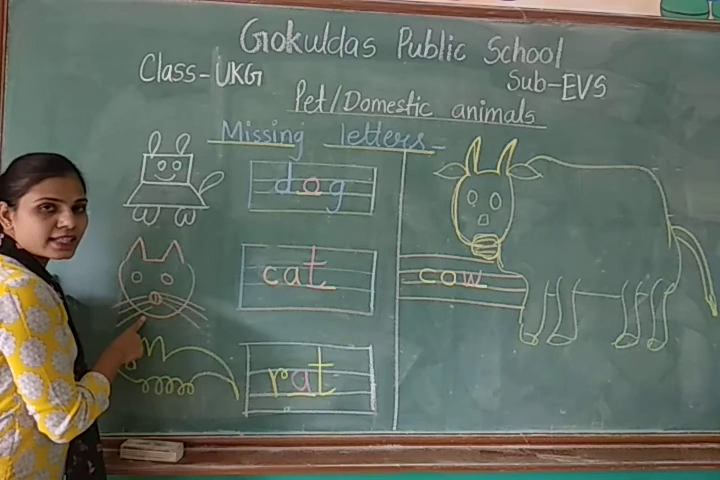 Gokuldas Public School
Class-UKG
Sub-EVS
Pet/Domestic animals
Missing letters-
dog
cat
rat
cow